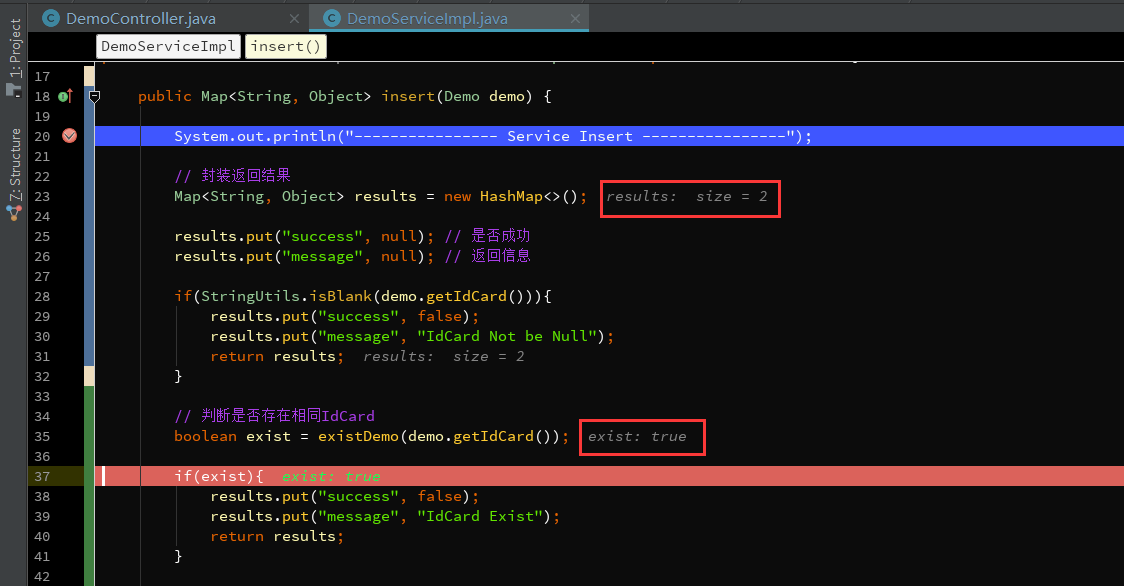 DemoController.java
DemoServiceImpl.java
1: Project
Z: Structure
DemoServiceImpl
insert()
17
18 public Map<String, Object> insert(Demo demo) {
19
20 System.out.println("---------------- Service Insert ----------------");
21
22 // 封装返回结果
23 Map<String, Object> results = new HashMap<>(); results: size = 2
24
25 results.put("success", null); // 是否成功
26 results.put("message", null); // 返回信息
27
28 if(StringUtils.isBlank(demo.getIdCard())){
29 results.put("success", false);
30 results.put("message", "IdCard Not be Null");
31 return results; results: size = 2
32 }
33
34 // 判断是否存在相同IdCard
35 boolean exist = existDemo(demo.getIdCard()); exist: true
36
37 if(exist){ exist: true
38 results.put("success", false);
39 results.put("message", "IdCard Exist");
40 return results;
41 }
42